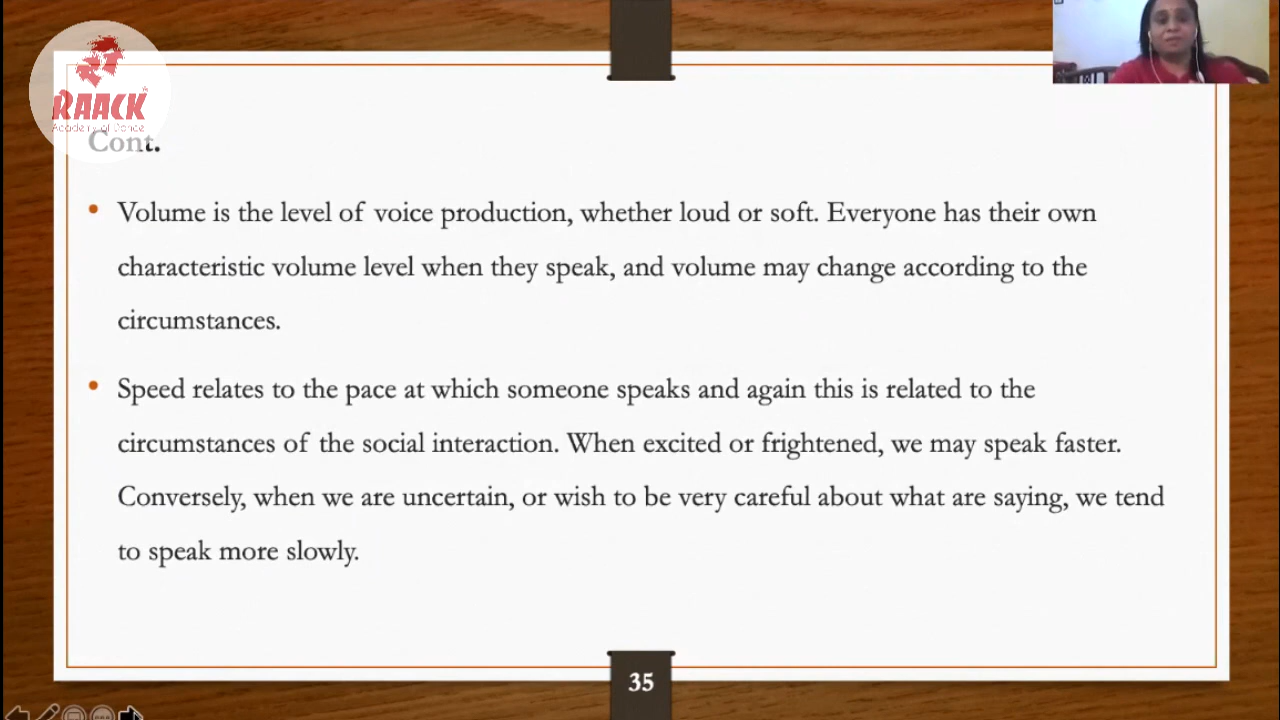 RAACK
Academy of Dance
Cont.
• Volume is the level of voice production, whether loud or soft. Everyone has their own
characteristic volume level when they speak, and volume may change according to the
circumstances.
• Speed relates to the pace at which someone speaks and again this is related to the
circumstances of the social interaction. When excited or frightened, we may speak faster.
Conversely, when we are uncertain, or wish to be very careful about what are saying, we tend
to speak more slowly.
35